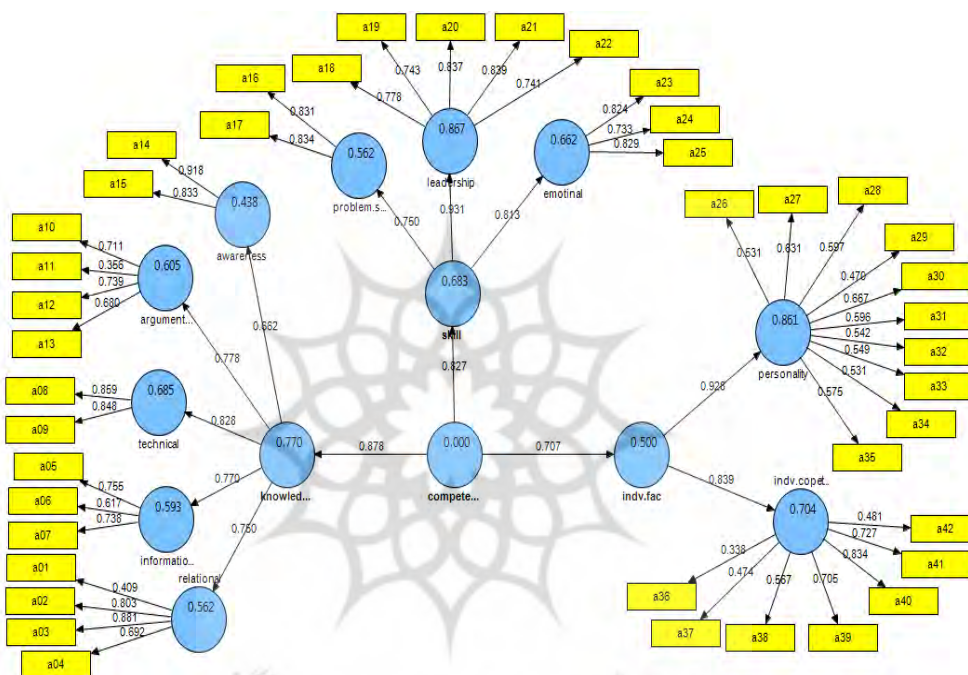 a19
a20
a21
a22
a16
a18
0.743
0.837
0.839
0.741
a23
0.831
0.778
0.824
a24
a17
0.834
0.867
0.733
a14
0.562
leadership
0.662
0.829
a25
0.918
problem.s...
emotinal
a15
0.833
0.438
0.750
0.931
0.813
awareness
a26
a27
a28
a10
0.711
0.531
0.631
0.597
a29
a11
0.356
0.605
0.683
0.470
a30
a12
0.739
0.667
a31
a13
0.680
argument...
skill
0.861
0.596
0.542
a32
0.662
personality
0.549
a33
0.778
0.827
0.531
a34
a08
0.859
0.685
0.928
0.575
a35
a09
0.848
technical
0.828
0.770
0.878
0.000
0.707
0.500
a05
0.755
knowled...
compete...
indv.fac
0.839
indv.copet...
a06
0.617
0.593
0.770
0.704
0.481
a42
a07
0.738
informatio...
0.750
0.727
a41
a01
relational
0.338
0.834
0.409
0.474
0.567
0.705
a40
a02
0.803
0.562
a36
a03
0.881
a37
a38
a39
a04
0.692